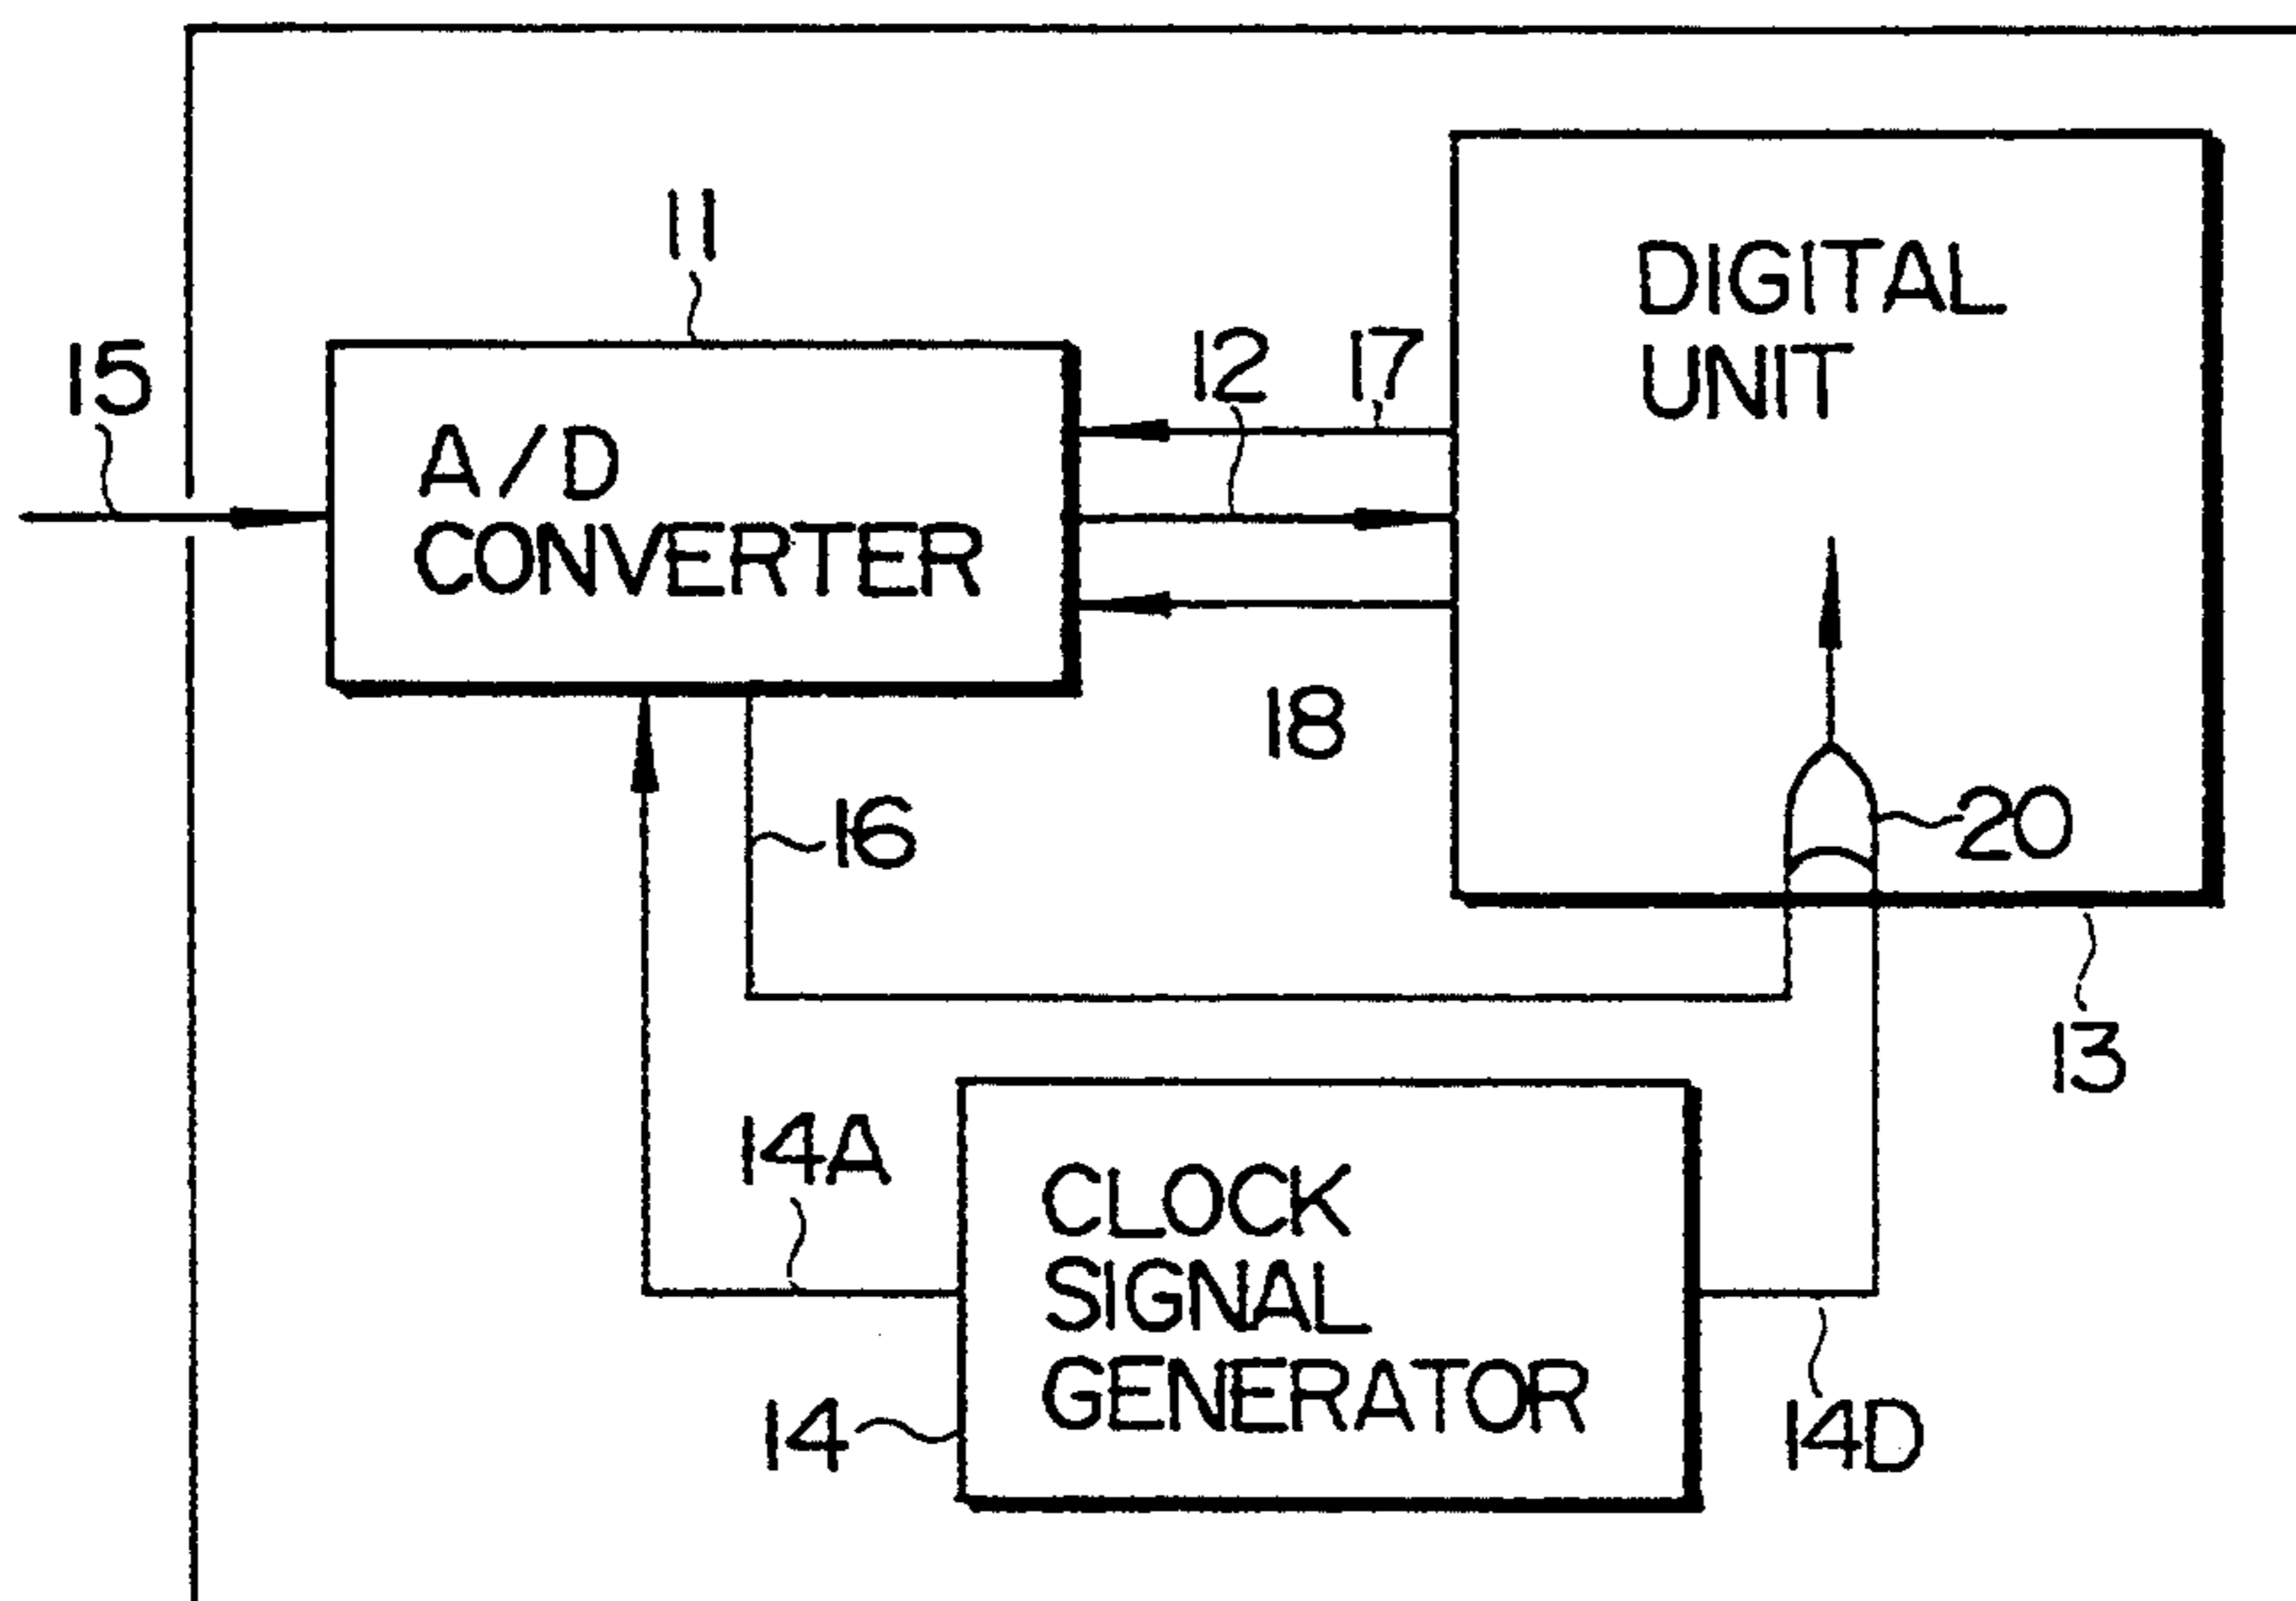 11
15
12
17
DIGITAL
UNIT
A/D
CONVERTER
18
16
20
13
14A
CLOCK
SIGNAL
GENERATOR
14
14D